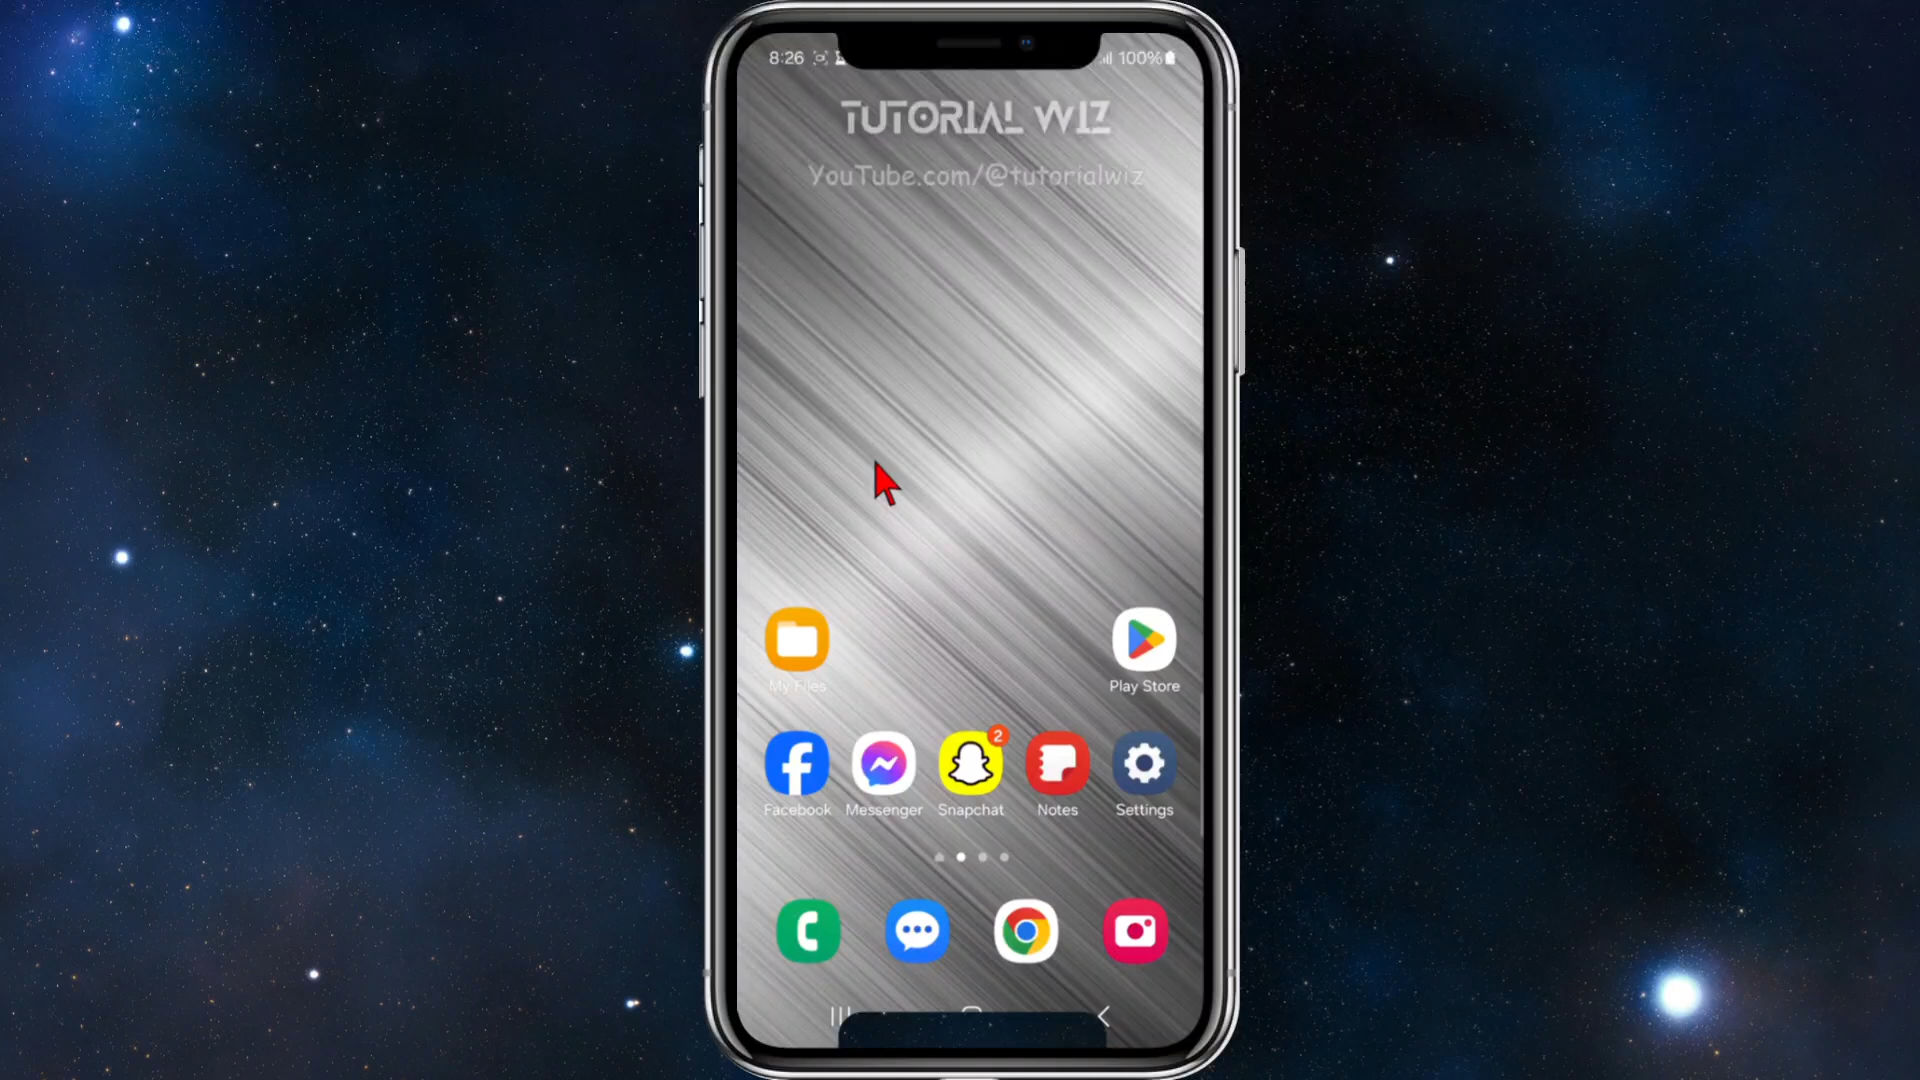 8:26
100%
TUTORIAL WIZ
YouTube.com/@tutorialwiz
My Files
Play Store
2
Facebook
Messenger
Snapchat
Notes
Settings